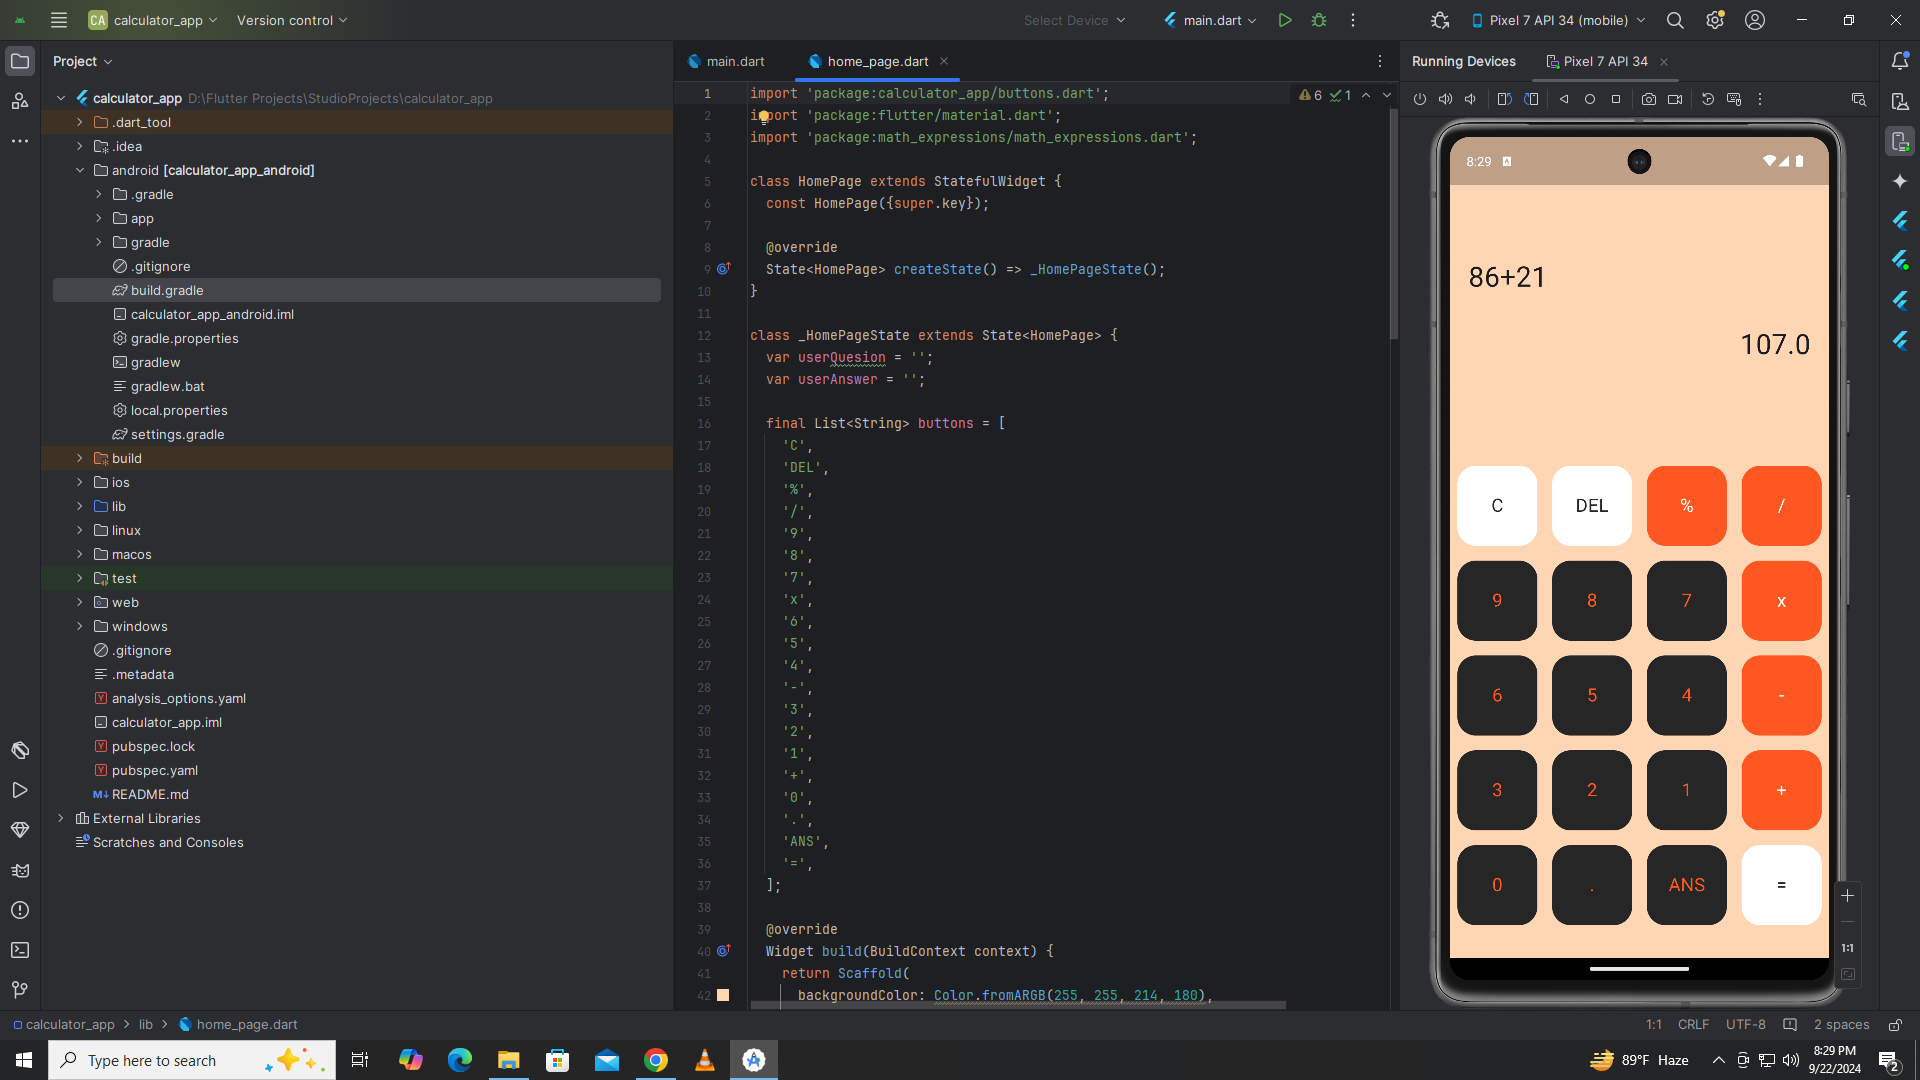 CA calculator_app Version control Select Device main.dart Pixel 7 API 34 (mobile)
Project
calculator_app D:\Flutter Projects\StudioProjects\calculator_app
.dart_tool
.idea
android [calculator_app_android]
.gradle
app
gradle
.gitignore
build.gradle
calculator_app_android.iml
gradle.properties
gradlew
gradlew.bat
local.properties
settings.gradle
build
ios
lib
linux
macos
test
web
windows
.gitignore
.metadata
analysis_options.yaml
calculator_app.iml
pubspec.lock
pubspec.yaml
M↓ README.md
External Libraries
Scratches and Consoles
main.dart home_page.dart
6 1
1 import 'package:calculator_app/buttons.dart';
2 import 'package:flutter/material.dart';
3 import 'package:math_expressions/math_expressions.dart';
4
5 class HomePage extends StatefulWidget {
6 const HomePage({super.key});
7
8 @override
9 State<HomePage> createState() => _HomePageState();
10 }
11
12 class _HomePageState extends State<HomePage> {
13 var userQuesion = '';
14 var userAnswer = '';
15
16 final List<String> buttons = [
17 'C',
18 'DEL',
19 '%',
20 '/',
21 '9',
22 '8',
23 '7',
24 'x',
25 '6',
26 '5',
27 '4',
28 '-',
29 '3',
30 '2',
31 '1',
32 '+',
33 '0',
34 '.',
35 'ANS',
36 '=',
37 ];
38
39 @override
40 Widget build(BuildContext context) {
41 return Scaffold(
42 backgroundColor: Color.fromARGB(255, 255, 214, 180),
Running Devices Pixel 7 API 34
8:29
86+21
107.0
C DEL % /
9 8 7 x
6 5 4 -
3 2 1 +
0 . ANS =
1:1
calculator_app lib home_page.dart 1:1 CRLF UTF-8 2 spaces
Type here to search 89°F Haze 8:29 PM
9/22/2024 2